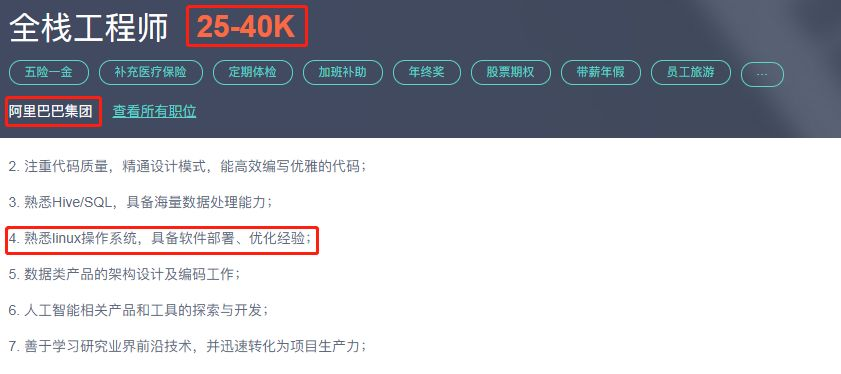 全栈工程师 25-40K
五险一金 补充医疗保险 定期体检 加班补助 年终奖 股票期权 带薪年假 员工旅游 ...
阿里巴巴集团 查看所有职位
2. 注重代码质量，精通设计模式，能高效编写优雅的代码；
3. 熟悉Hive/SQL，具备海量数据处理能力；
4. 熟悉linux操作系统，具备软件部署、优化经验；
5. 数据类产品的架构设计及编码工作；
6. 人工智能相关产品和工具的探索与开发；
7. 善于学习研究业界前沿技术，并迅速转化为项目生产力；